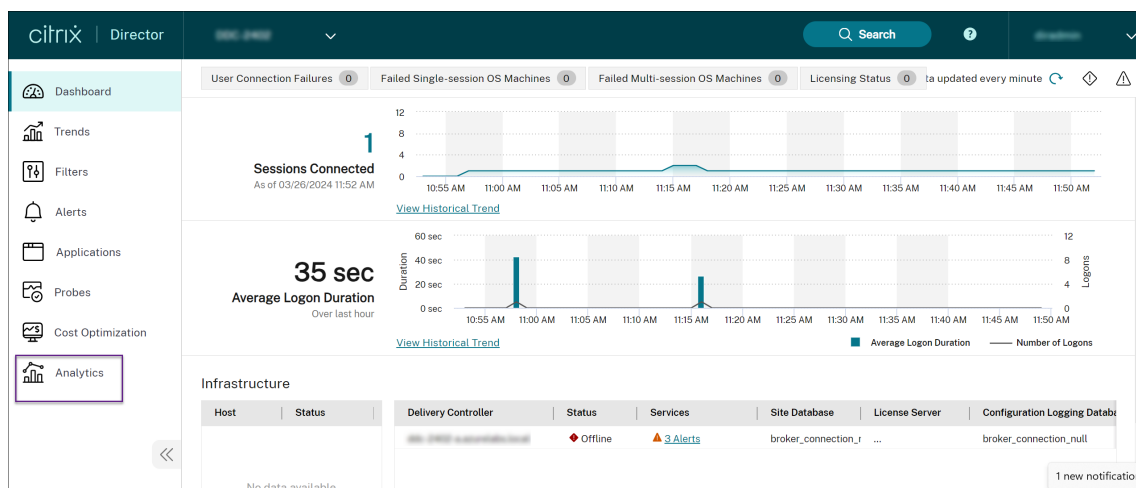 citrix | Director
Search
?
User Connection Failures 0
Failed Single-session OS Machines 0
Failed Multi-session OS Machines 0
Licensing Status 0
ta updated every minute
Dashboard
Trends
Filters
Alerts
Applications
Probes
Cost Optimization
Analytics
1
Sessions Connected
As of 03/26/2024 11:52 AM
12
8
4
0
10:55 AM 11:00 AM 11:05 AM 11:10 AM 11:15 AM 11:20 AM 11:25 AM 11:30 AM 11:35 AM 11:40 AM 11:45 AM 11:50 AM
View Historical Trend
35 sec
Average Logon Duration
Over last hour
Duration
60 sec
40 sec
20 sec
0 sec
12
8
4
0
Logons
10:55 AM 11:00 AM 11:05 AM 11:10 AM 11:15 AM 11:20 AM 11:25 AM 11:30 AM 11:35 AM 11:40 AM 11:45 AM 11:50 AM
View Historical Trend
Average Logon Duration
Number of Logons
Infrastructure
Host Status
No data available
Delivery Controller Status Services Site Database License Server Configuration Logging Databa
Offline 3 Alerts broker_connection_r ... broker_connection_null
1 new notificatio